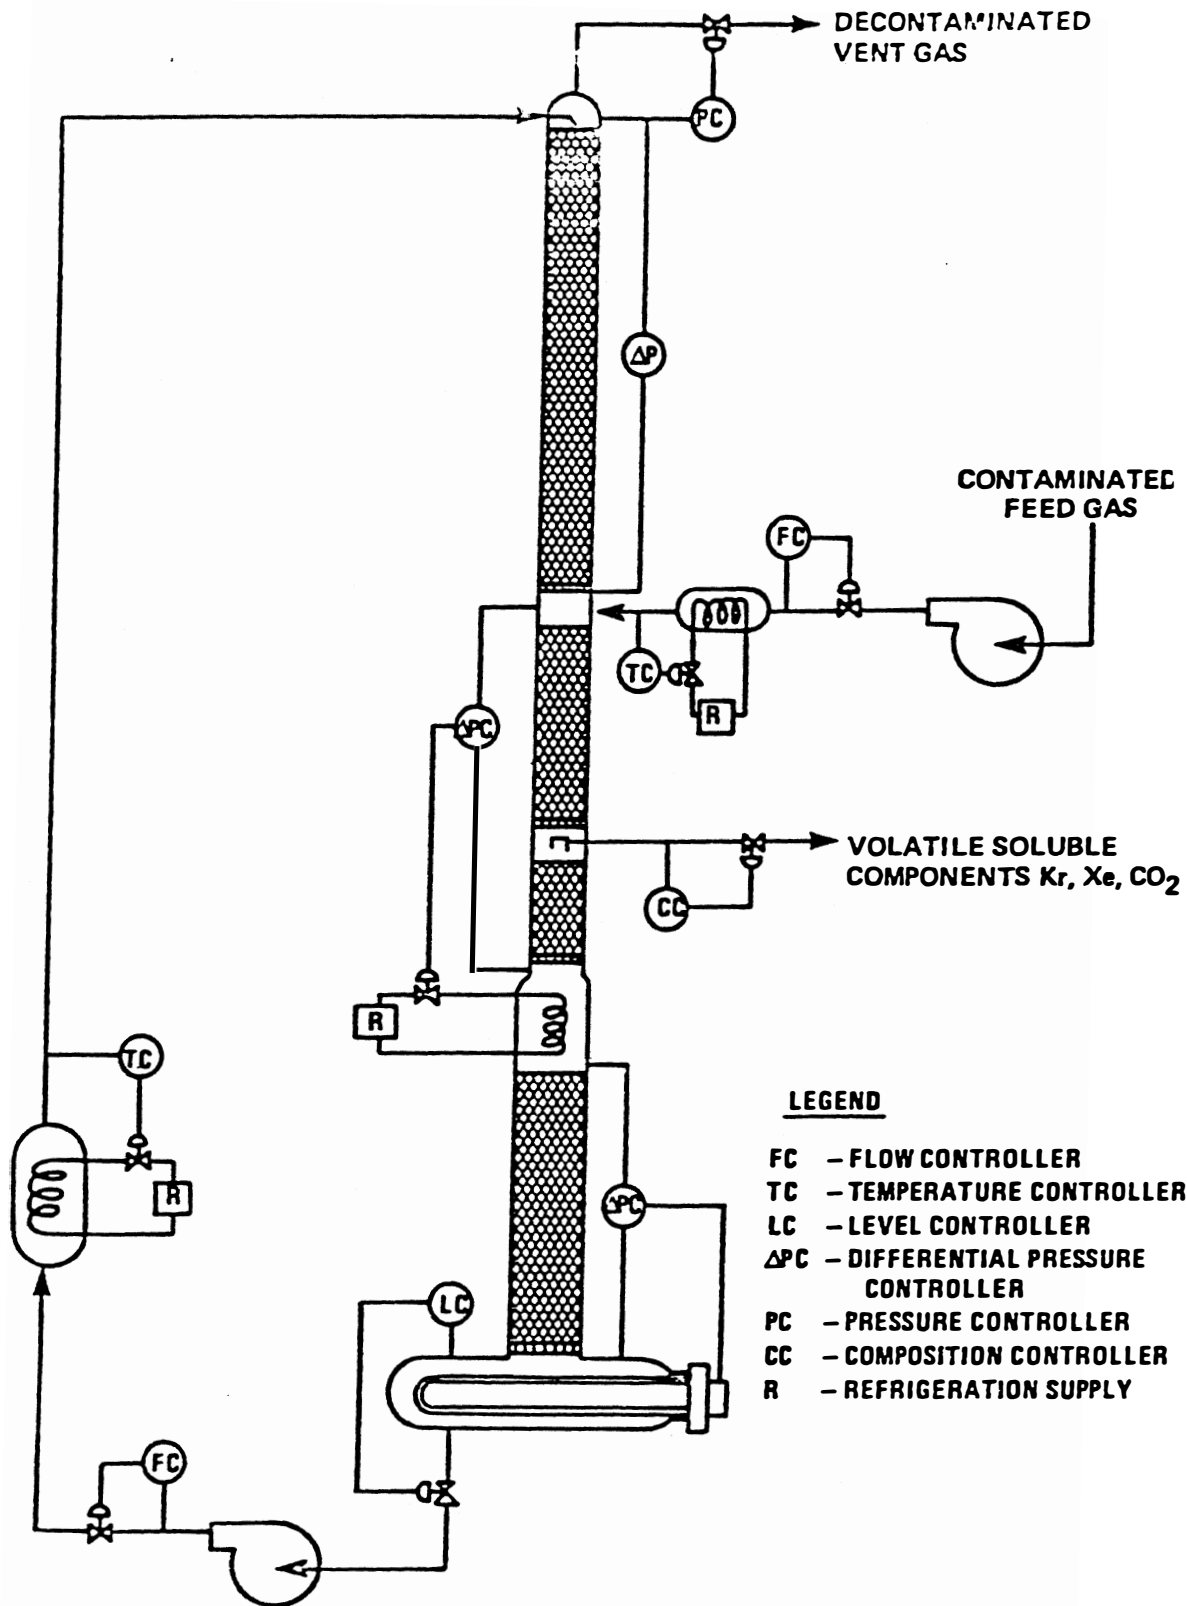 DECONTAMINATED
VENT GAS
PC
ΔP
CONTAMINATED
FEED GAS
FC
TC
R
ΔPC
VOLATILE SOLUBLE
COMPONENTS Kr, Xe, CO2
CC
R
TC
R
LEGEND
FC – FLOW CONTROLLER
TC – TEMPERATURE CONTROLLER
LC – LEVEL CONTROLLER
ΔPC – DIFFERENTIAL PRESSURE
CONTROLLER
PC – PRESSURE CONTROLLER
CC – COMPOSITION CONTROLLER
R – REFRIGERATION SUPPLY
ΔPC
LC
FC